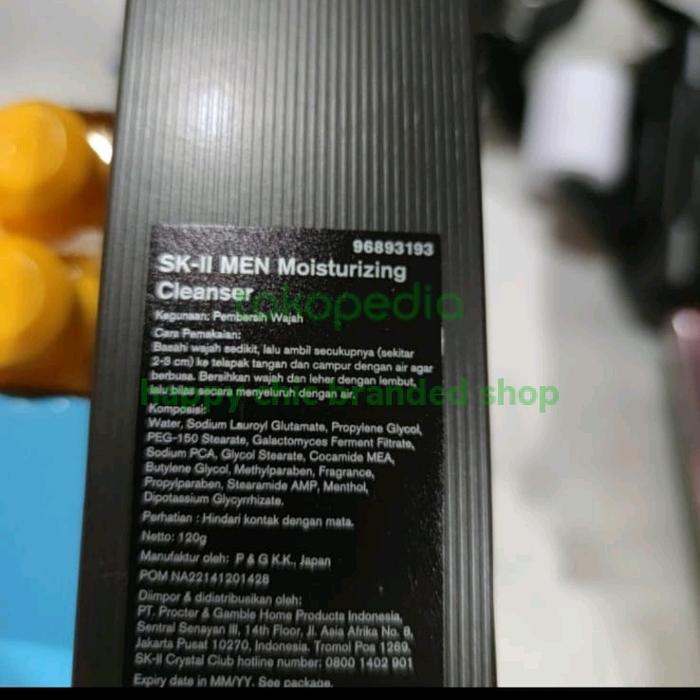 96893193
SK-II MEN Moisturizing
Cleanser
tokopedia
Kegunaan: Pembersih Wajah
Cara Pemakaian:
Basahi wajah sedikit, lalu ambil secukupnya (sekitar
2-3 cm) ke telapak tangan dan campur dengan air agar
berbusa. Bersihkan wajah dan leher dengan lembut,
happy chic branded shop
lalu bilas secara menyeluruh dengan air.
Komposisi:
Water, Sodium Lauroyl Glutamate, Propylene Glycol,
PEG-150 Stearate, Galactomyces Ferment Filtrate,
Sodium PCA, Glycol Stearate, Cocamide MEA,
Butylene Glycol, Methylparaben, Fragrance,
Propylparaben, Stearamide AMP, Menthol,
Dipotassium Glycyrrhizate.
Perhatian : Hindari kontak dengan mata.
Netto: 120g
Manufaktur oleh: P & G K.K., Japan
POM NA22141201428
Diimpor & didistribusikan oleh:
PT. Procter & Gamble Home Products Indonesia,
Sentral Senayan III, 14th Floor, Jl. Asia Afrika No. 8,
Jakarta Pusat 10270, Indonesia. Tromol Pos 1269,
SK-II Crystal Club hotline number: 0800 1402 901
Expiry date in MM/YY. See package.